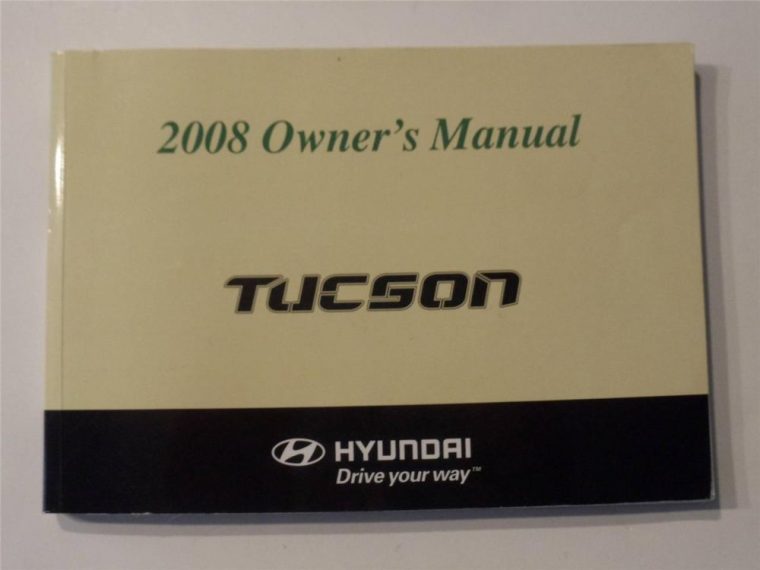 2008 Owner's Manual
TUCSON
HYUNDAI
Drive your way™